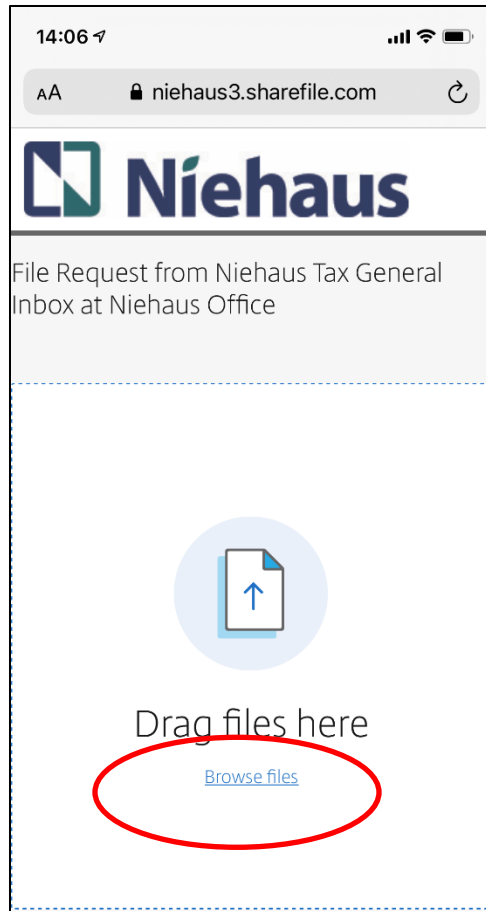 14:06
AA niehaus3.sharefile.com
Niehaus
File Request from Niehaus Tax General
Inbox at Niehaus Office
Drag files here
Browse files